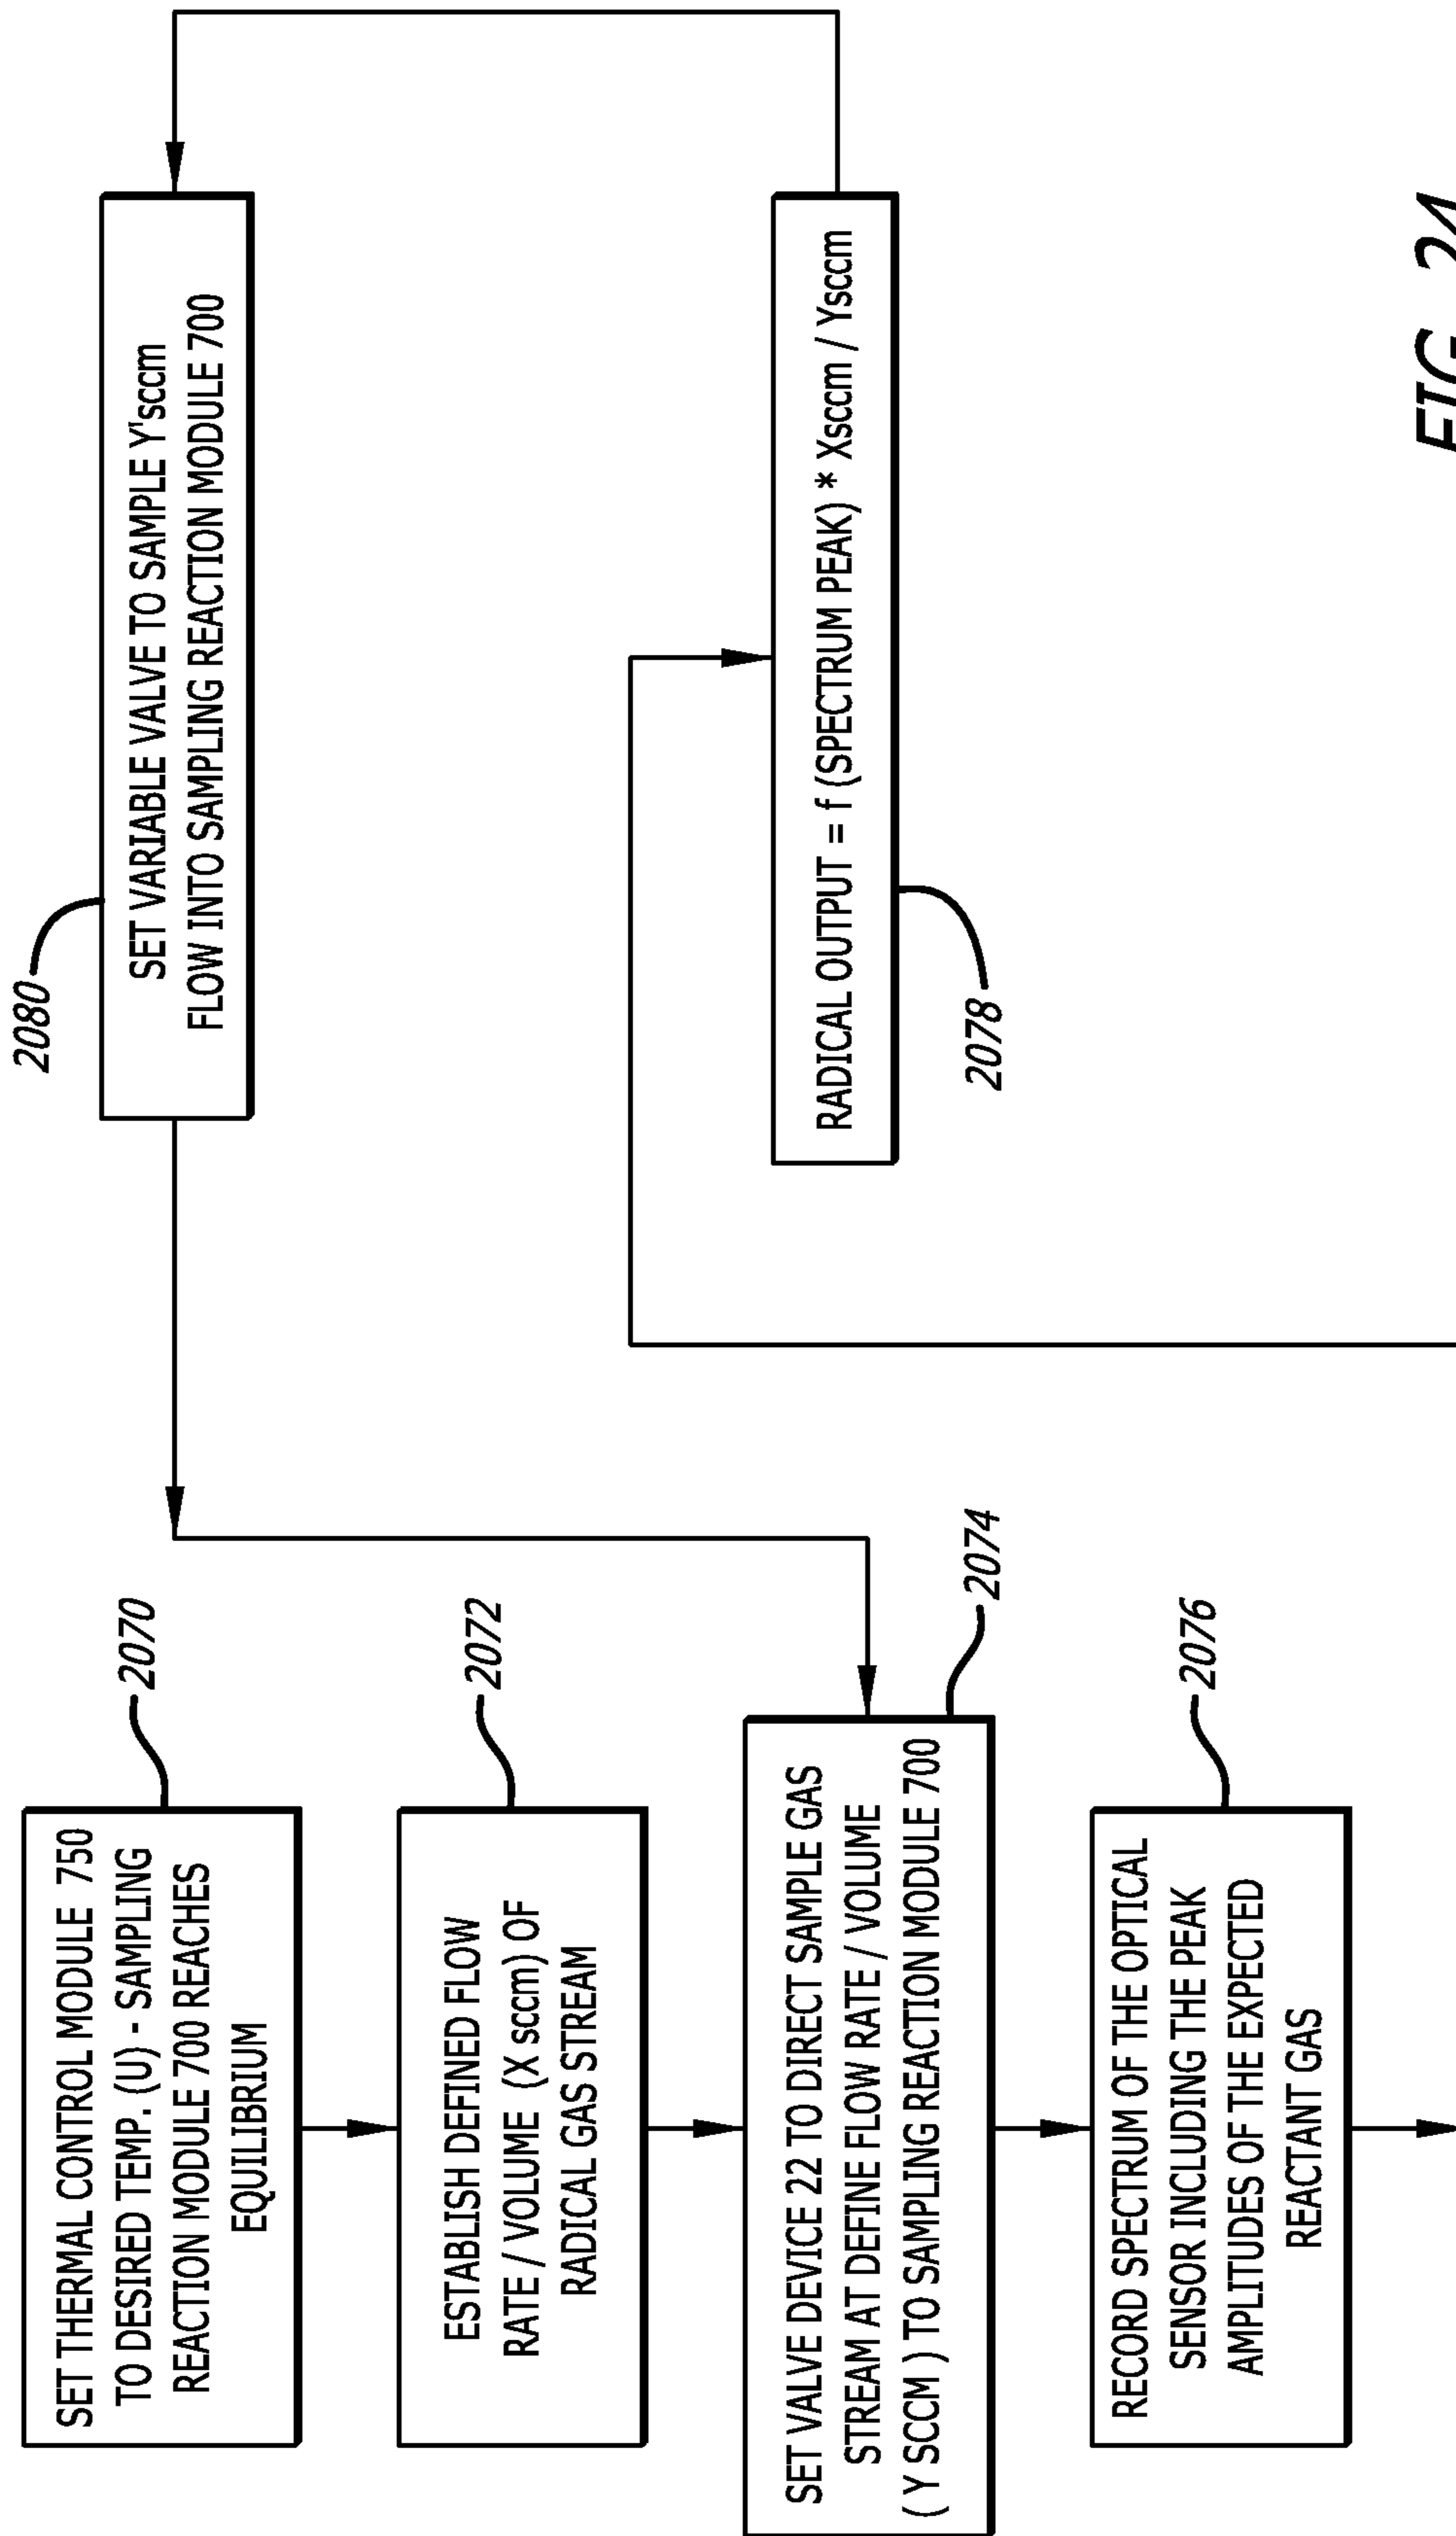 SET THERMAL CONTROL MODULE 750
TO DESIRED TEMP. (U) - SAMPLING
REACTION MODULE 700 REACHES
EQUILIBRIUM
2070
ESTABLISH DEFINED FLOW
RATE / VOLUME (X sccm) OF
RADICAL GAS STREAM
2072
SET VALVE DEVICE 22 TO DIRECT SAMPLE GAS
STREAM AT DEFINE FLOW RATE / VOLUME
( Y SCCM ) TO SAMPLING REACTION MODULE 700
2074
RECORD SPECTRUM OF THE OPTICAL
SENSOR INCLUDING THE PEAK
AMPLITUDES OF THE EXPECTED
REACTANT GAS
2076
2080
SET VARIABLE VALVE TO SAMPLE Y'sccm
FLOW INTO SAMPLING REACTION MODULE 700
RADICAL OUTPUT = f (SPECTRUM PEAK) * Xsccm / Ysccm
2078
FIG. 24